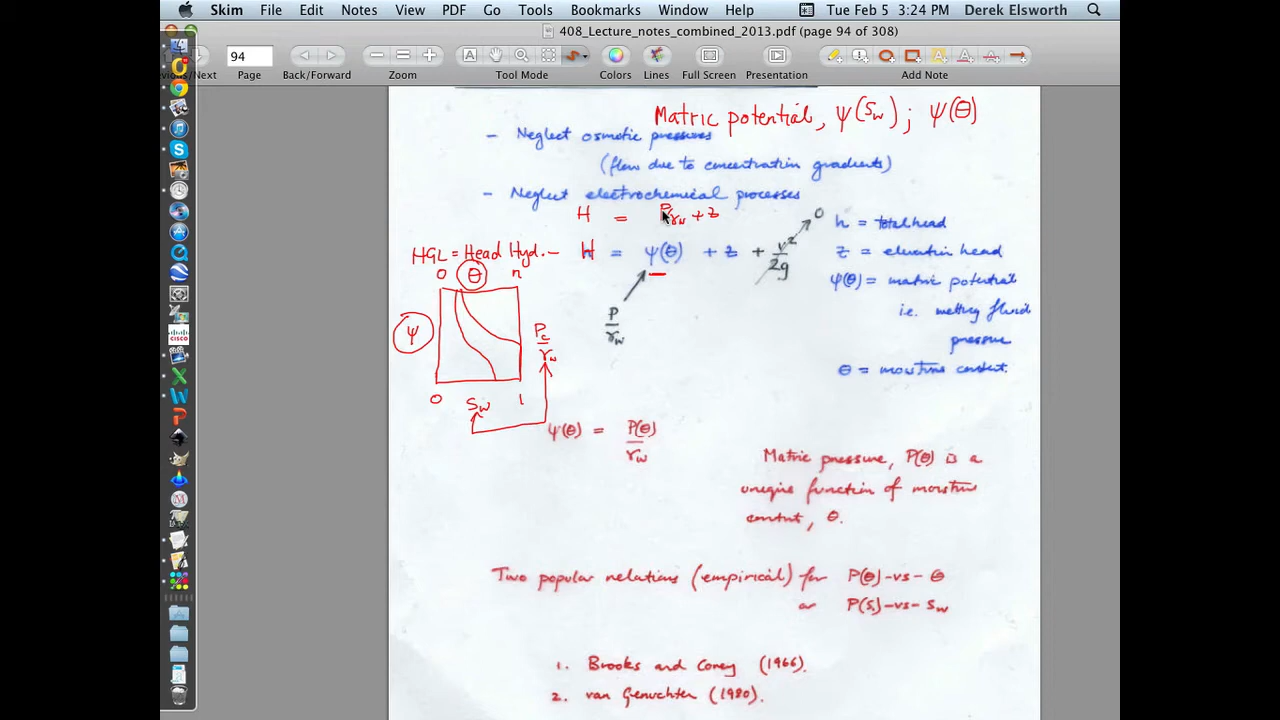 Skim File Edit Notes View Go PDF Tools Bookmarks Window Help Tue Feb 5 3:24 PM Derek Elsworth
408_Lecture_notes_combined_2013.pdf (page 94 of 308)
94
Page Back/Forward Zoom Tool Mode Colors Lines Full Screen Presentation Add Note
Matric potential, ψ(Sw); ψ(θ)
- Neglect osmotic pressures
(flow due to concentration gradients)
- Neglect electrochemical processes
H = P/γw + z
HGL = Head Hyd. - H = ψ(θ) + z + v²/2g → 0
P/γw
h = total head
z = elevation head
ψ(θ) = matric potential
i.e. wetting fluid
pressure
θ = moisture content.
0 θ n
ψ
Pc/γw
0 Sw 1
ψ(θ) = P(θ)/γw
Matric pressure, P(θ) is a
unique function of moisture
content, θ.
Two popular relations (empirical) for P(θ)-vs-θ
or P(S)-vs-Sw
1. Brooks and Corey (1966).
2. van Genuchten (1980).